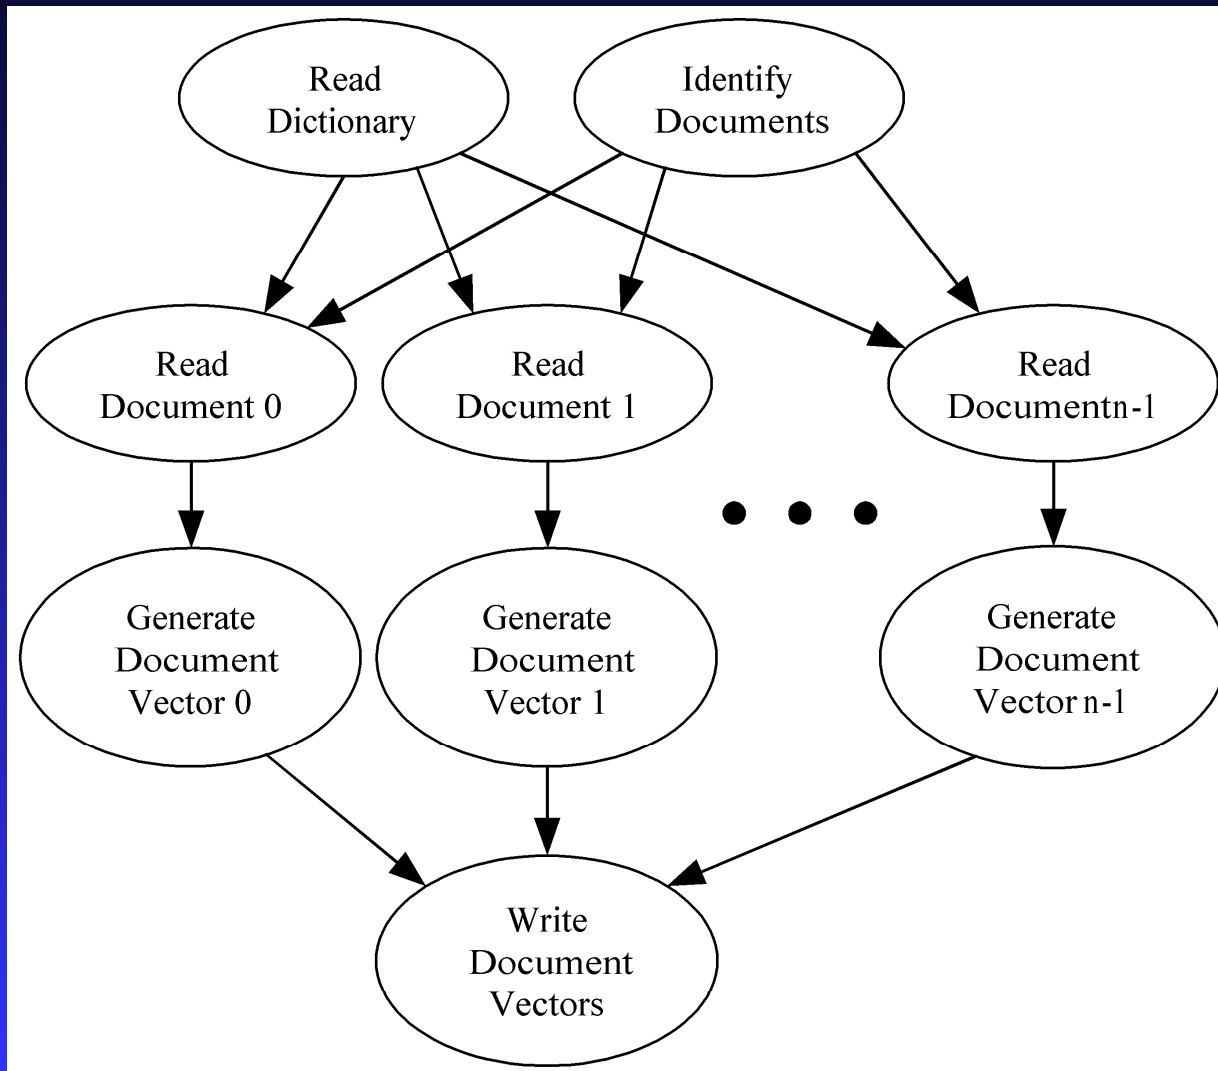 Read
Dictionary
Identify
Documents
Read
Document 0
Read
Document 1
Read
Documentn-1
Generate
Document
Vector 0
Generate
Document
Vector 1
Generate
Document
Vector n-1
Write
Document
Vectors